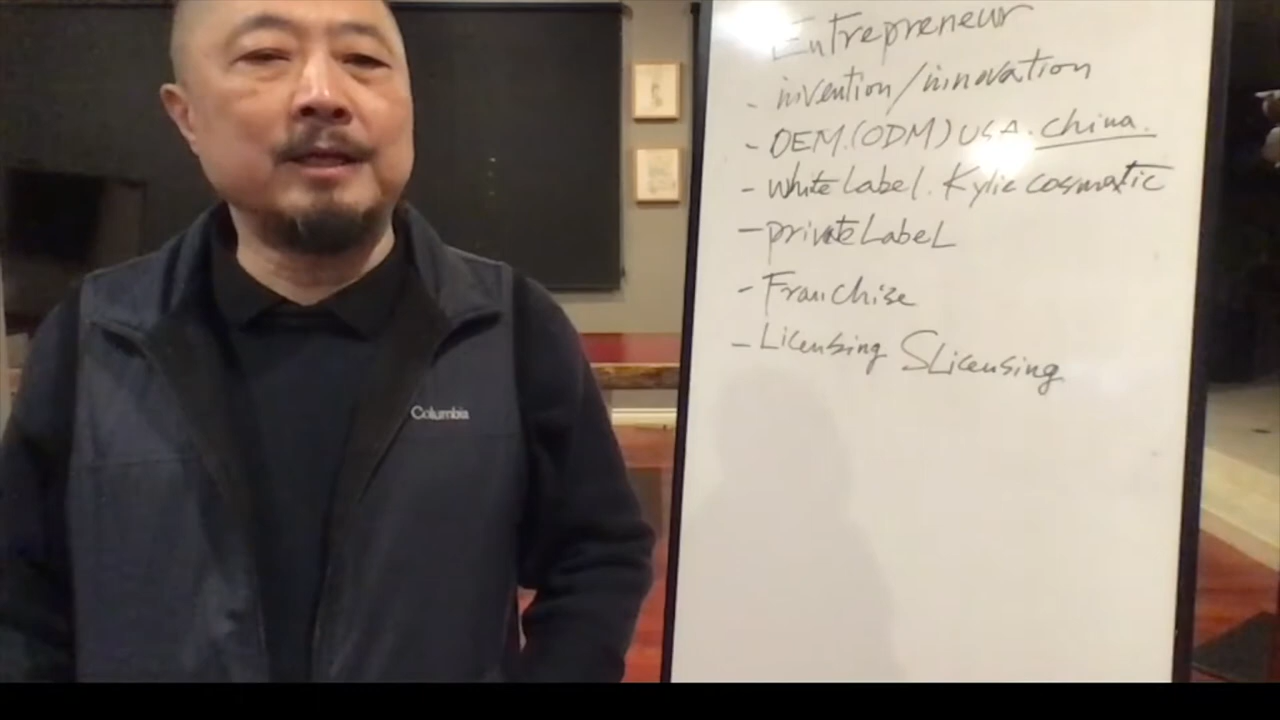 Entrepreneur
- invention/innovation
- OEM.(ODM) USA. China.
- white Label. Kylie cosmatic
- private Label
- Franchise
- Licensing SLicensing
Columbia